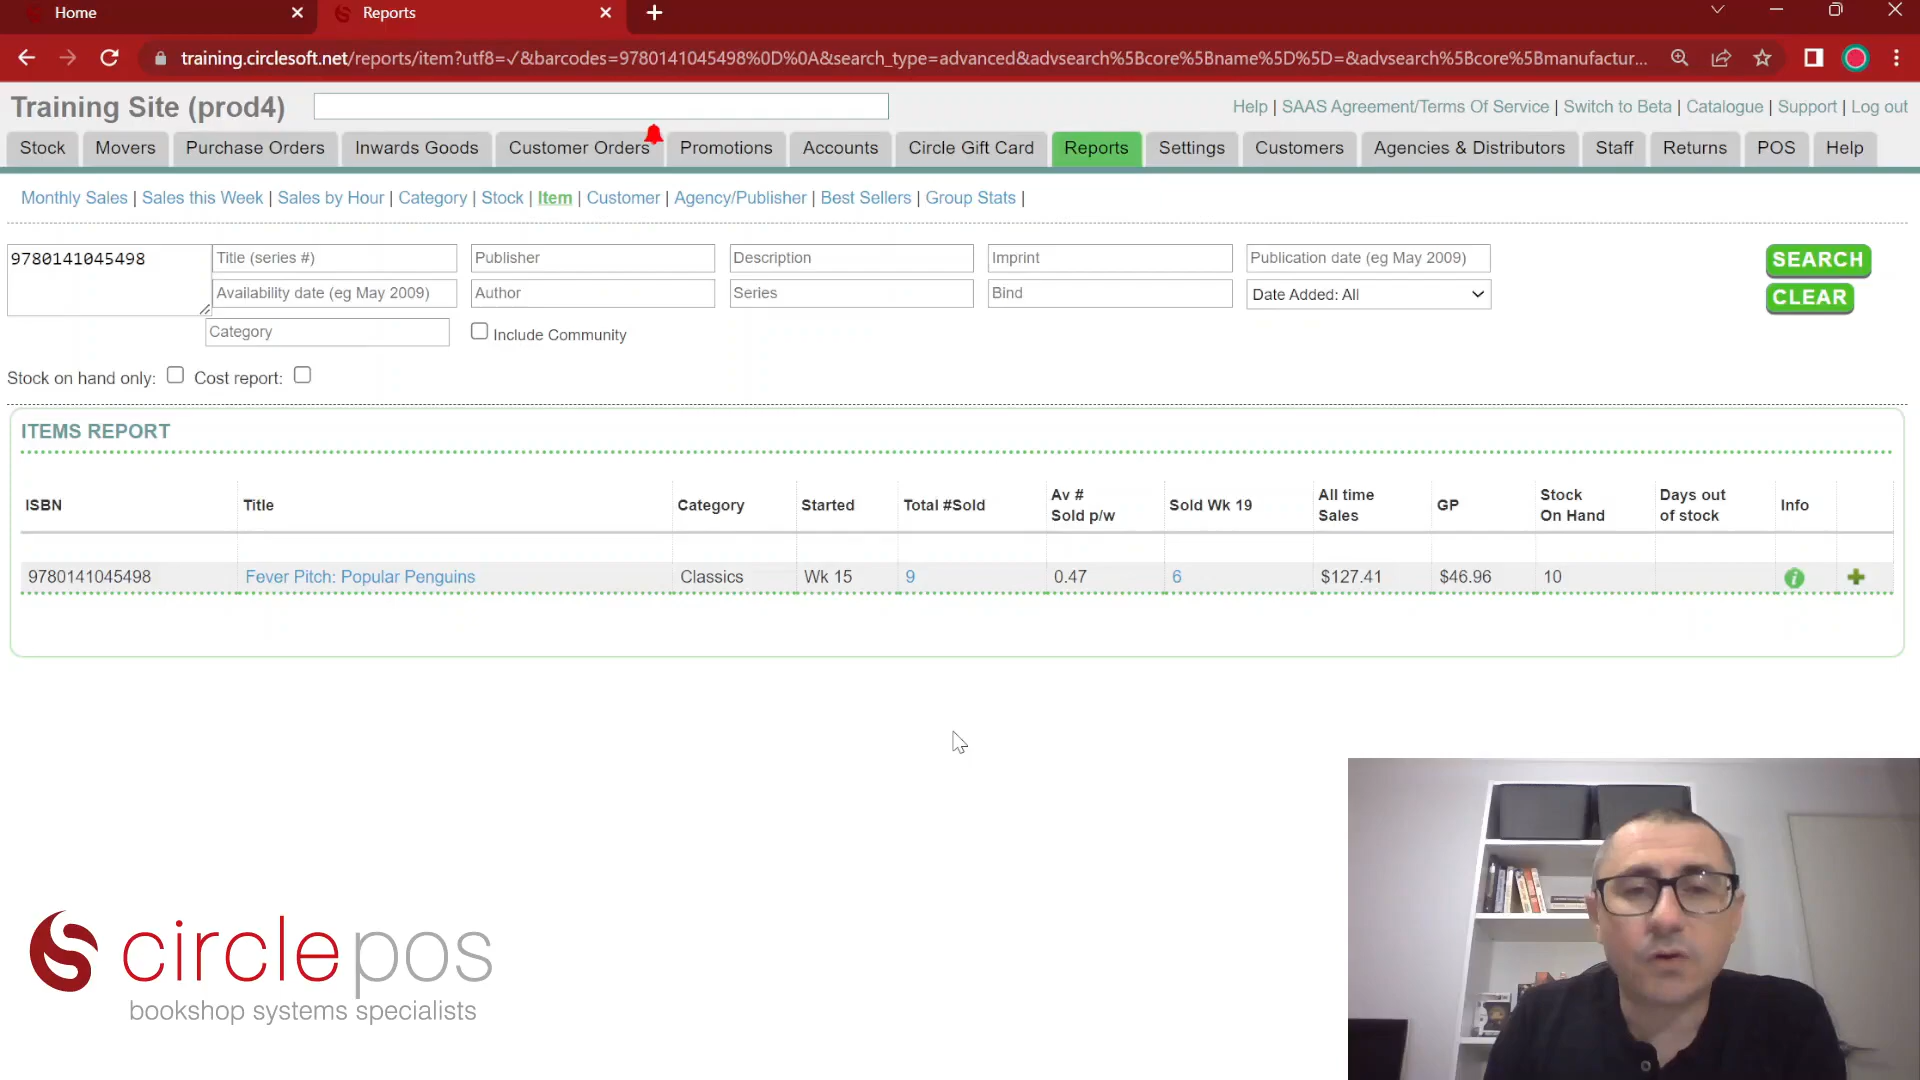 Home
Reports
training.circlesoft.net/reports/item?utf8=✓&barcodes=9780141045498%0D%0A&search_type=advanced&advsearch%5Bcore%5Bname%5D%5D=&advsearch%5Bcore%5Bmanufactur...
Training Site (prod4)
Help | SAAS Agreement/Terms Of Service | Switch to Beta | Catalogue | Support | Log out
Stock Movers Purchase Orders Inwards Goods Customer Orders Promotions Accounts Circle Gift Card Reports Settings Customers Agencies & Distributors Staff Returns POS Help
Monthly Sales | Sales this Week | Sales by Hour | Category | Stock | Item | Customer | Agency/Publisher | Best Sellers | Group Stats |
9780141045498 Title (series #) Publisher Description Imprint Publication date (eg May 2009) SEARCH
Availability date (eg May 2009) Author Series Bind Date Added: All CLEAR
Category Include Community
Stock on hand only: Cost report:
ITEMS REPORT
ISBN Title Category Started Total #Sold Av # Sold p/w Sold Wk 19 All time Sales GP Stock On Hand Days out of stock Info
9780141045498 Fever Pitch: Popular Penguins Classics Wk 15 9 0.47 6 $127.41 $46.96 10
circlepos
bookshop systems specialists